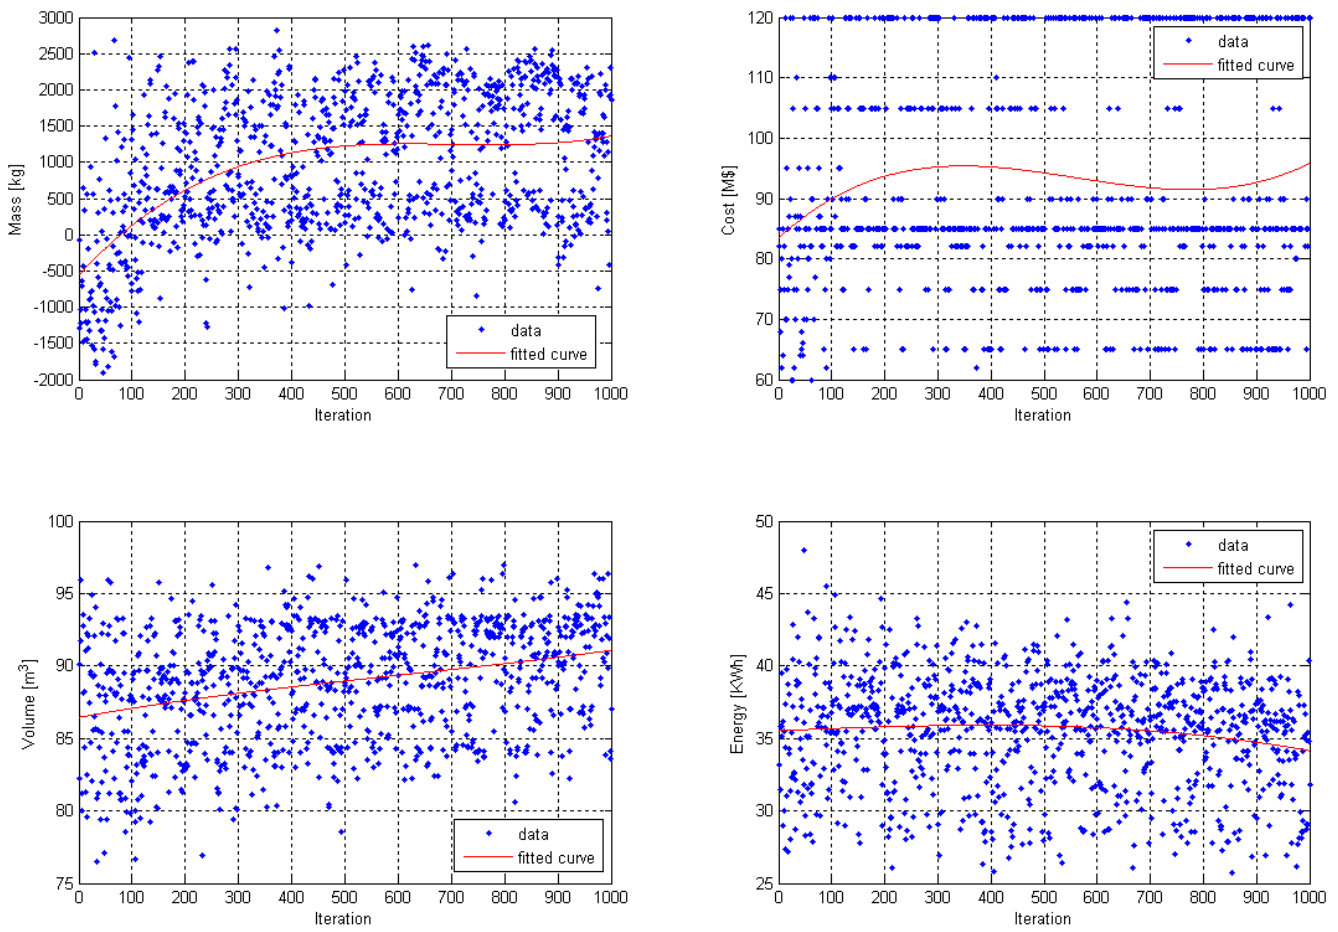 3000
2500
2000
1500
1000
500
0
-500
-1000
-1500
-2000
Mass [kg]
0 100 200 300 400 500 600 700 800 900 1000
Iteration
data
fitted curve
120
110
100
90
80
70
60
Cost [M$]
0 100 200 300 400 500 600 700 800 900 1000
Iteration
data
fitted curve
100
95
90
85
80
75
Volume [m³]
0 100 200 300 400 500 600 700 800 900 1000
Iteration
data
fitted curve
50
45
40
35
30
25
Energy [KWh]
0 100 200 300 400 500 600 700 800 900 1000
Iteration
data
fitted curve